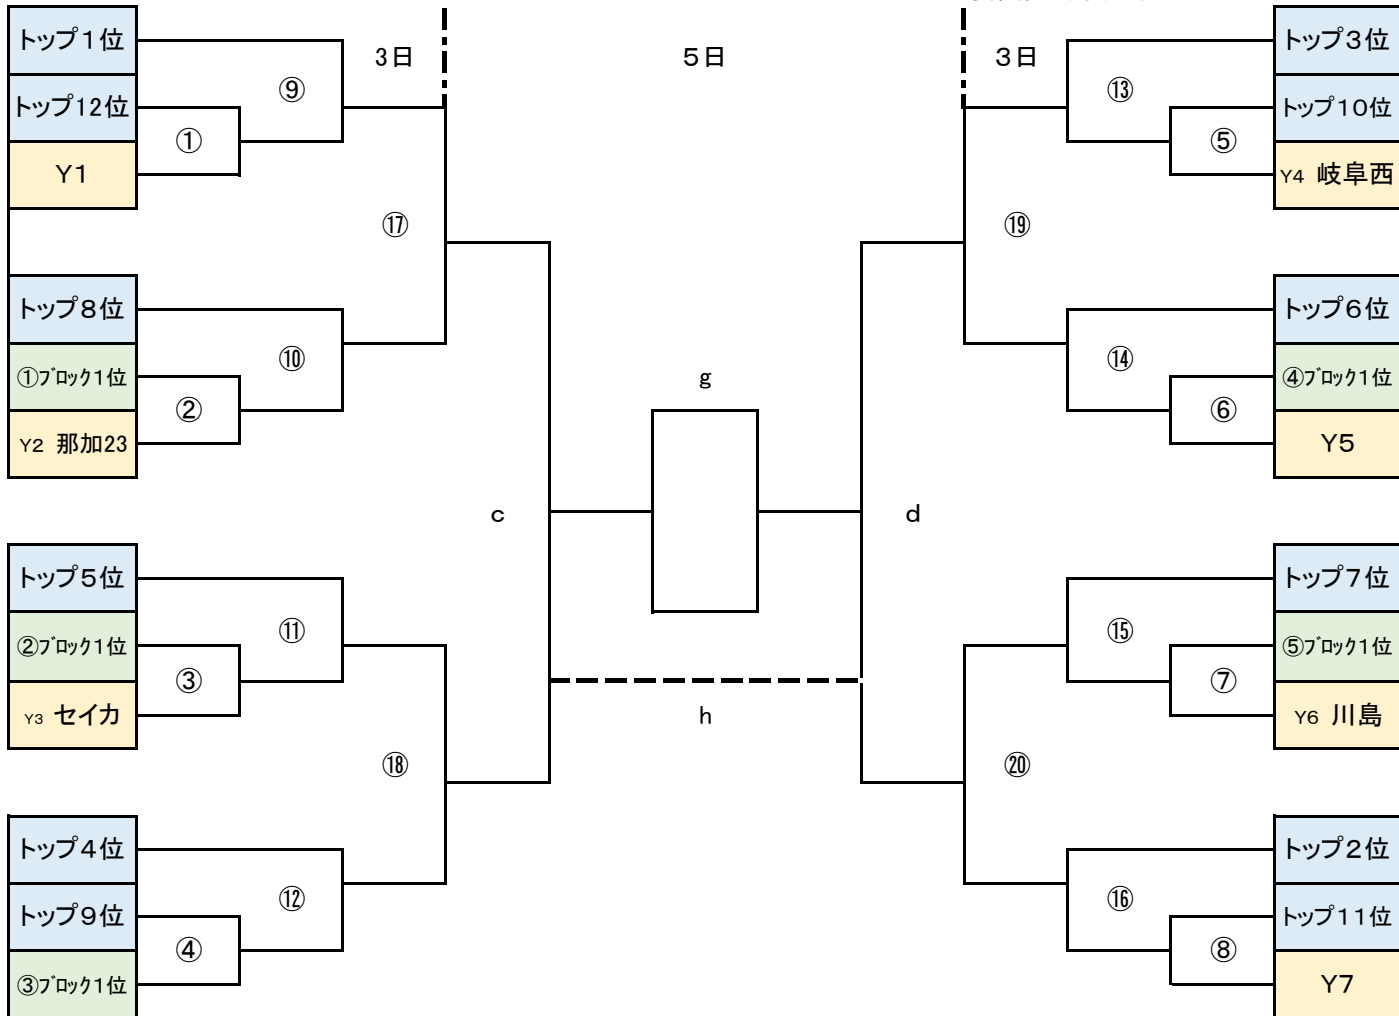 トップ１位
トップ12位
Y1
トップ８位
①ブロック１位
Y2 那加23
トップ５位
②ブロック１位
Y3 セイカ
トップ４位
トップ９位
③ブロック１位
①
②
③
④
⑨
⑩
⑪
⑫
３日
⑰
⑱
c
５日
g
h
d
３日
⑲
⑳
⑬
⑭
⑮
⑯
⑤
⑥
⑦
⑧
トップ３位
トップ１０位
Y4 岐阜西
トップ６位
④ブロック１位
Y5
トップ７位
⑤ブロック１位
Y6 川島
トップ２位
トップ１１位
Y7